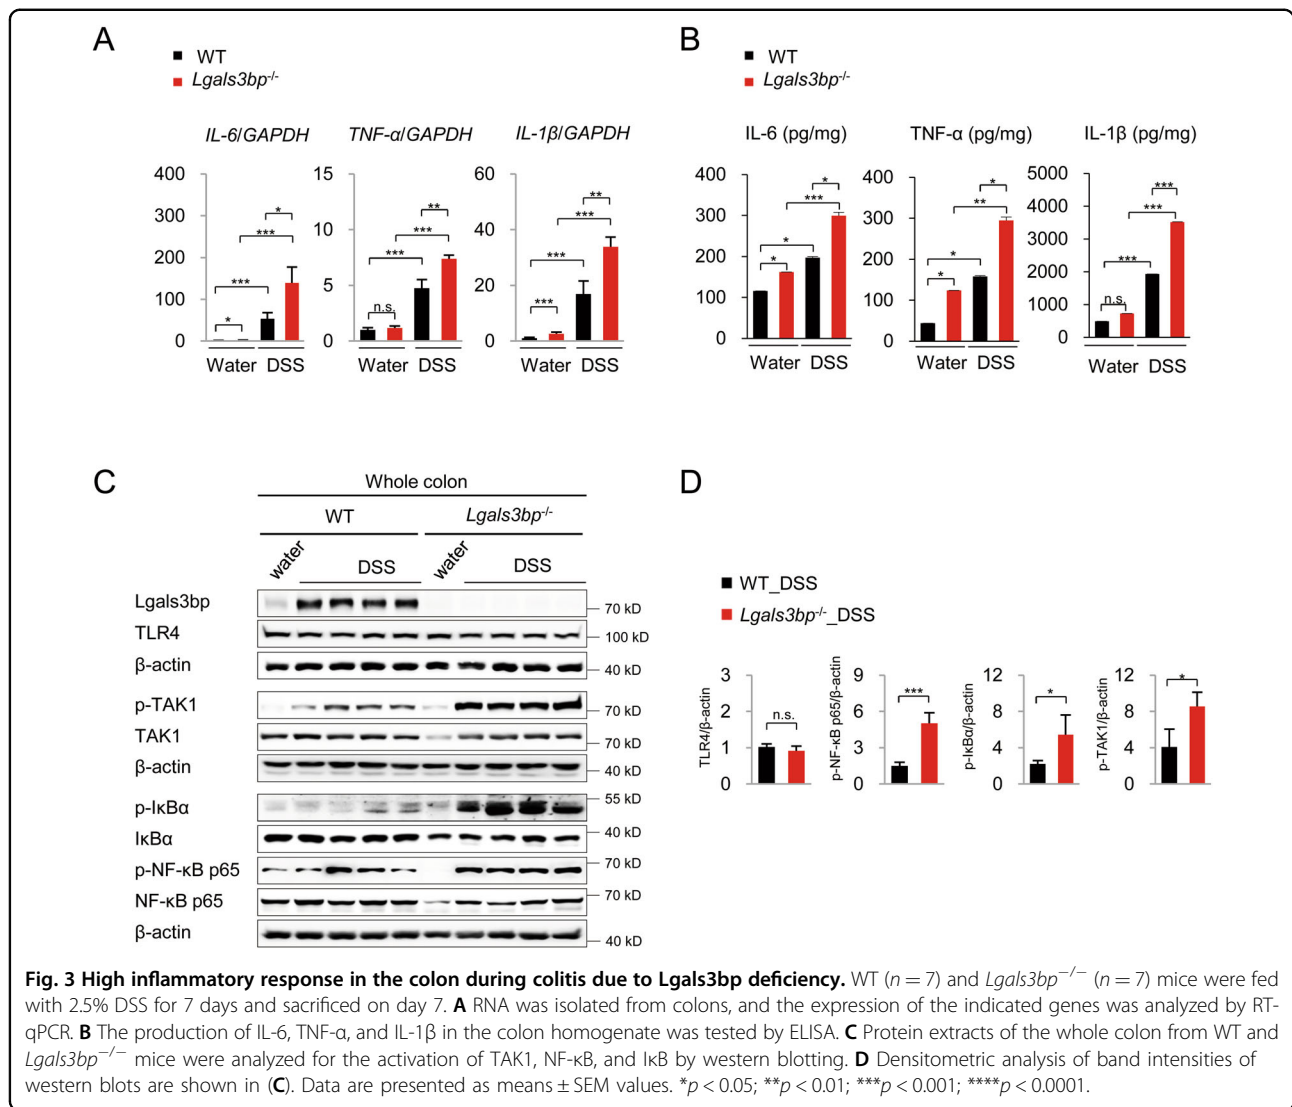 A
WT
Lgals3bp-/-
IL-6/GAPDH
TNF-α/GAPDH
IL-1β/GAPDH
400
300
200
100
0
***
*
***
*
Water DSS
15
10
5
0
n.s.
***
***
**
Water DSS
60
40
20
0
***
***
***
**
Water DSS
B
WT
Lgals3bp-/-
IL-6 (pg/mg)
TNF-α (pg/mg)
IL-1β (pg/mg)
400
300
200
100
0
*
*
***
*
Water DSS
400
300
200
100
0
*
*
**
*
Water DSS
5000
4000
3000
2000
1000
0
n.s.
***
***
***
Water DSS
C
Whole colon
WT Lgals3bp-/-
water DSS water DSS
Lgals3bp 70 kD
TLR4 100 kD
β-actin 40 kD
p-TAK1 70 kD
TAK1 70 kD
β-actin 40 kD
p-IκBα 55 kD
IκBα 40 kD
p-NF-κB p65 70 kD
NF-κB p65 70 kD
β-actin 40 kD
D
WT_DSS
Lgals3bp-/-_DSS
TLR4/β-actin
3
2
1
0
n.s.
p-NF-κB p65/β-actin
9
6
3
0
***
p-IκBα/β-actin
12
8
4
0
*
p-TAK1/β-actin
12
8
4
0
*
Fig. 3 High inflammatory response in the colon during colitis due to Lgals3bp deficiency. WT (n = 7) and Lgals3bp−/− (n = 7) mice were fed
with 2.5% DSS for 7 days and sacrificed on day 7. A RNA was isolated from colons, and the expression of the indicated genes was analyzed by RT-
qPCR. B The production of IL-6, TNF-α, and IL-1β in the colon homogenate was tested by ELISA. C Protein extracts of the whole colon from WT and
Lgals3bp−/− mice were analyzed for the activation of TAK1, NF-κB, and IκB by western blotting. D Densitometric analysis of band intensities of
western blots are shown in (C). Data are presented as means ± SEM values. *p < 0.05; **p < 0.01; ***p < 0.001; ****p < 0.0001.